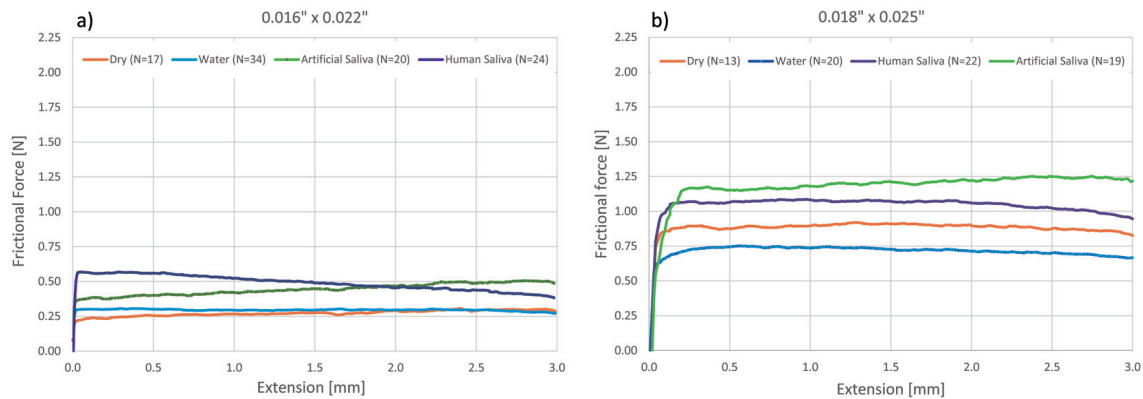 a)
0.016" x 0.022"
Dry (N=17) Water (N=34) Artificial Saliva (N=20) Human Saliva (N=24)
Frictional Force [N]
2.25
2.00
1.75
1.50
1.25
1.00
0.75
0.50
0.25
0.00
0.0 0.5 1.0 1.5 2.0 2.5 3.0
Extension [mm]
b)
0.018" x 0.025"
Dry (N=13) Water (N=20) Human Saliva (N=22) Artificial Saliva (N=19)
Frictional force [N]
2.25
2.00
1.75
1.50
1.25
1.00
0.75
0.50
0.25
0.00
0.0 0.5 1.0 1.5 2.0 2.5 3.0
Extension [mm]